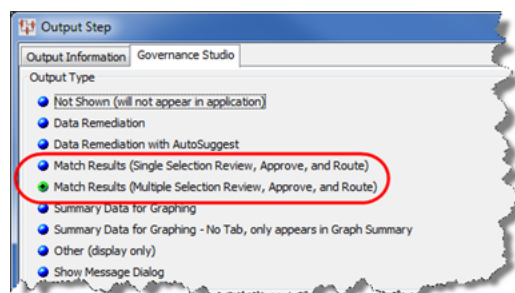 Output Step
Output Information Governance Studio
Output Type
Not Shown (will not appear in application)
Data Remediation
Data Remediation with AutoSuggest
Match Results (Single Selection Review, Approve, and Route)
Match Results (Multiple Selection Review, Approve, and Route)
Summary Data for Graphing
Summary Data for Graphing - No Tab, only appears in Graph Summary
Other (display only)
Show Message Dialog